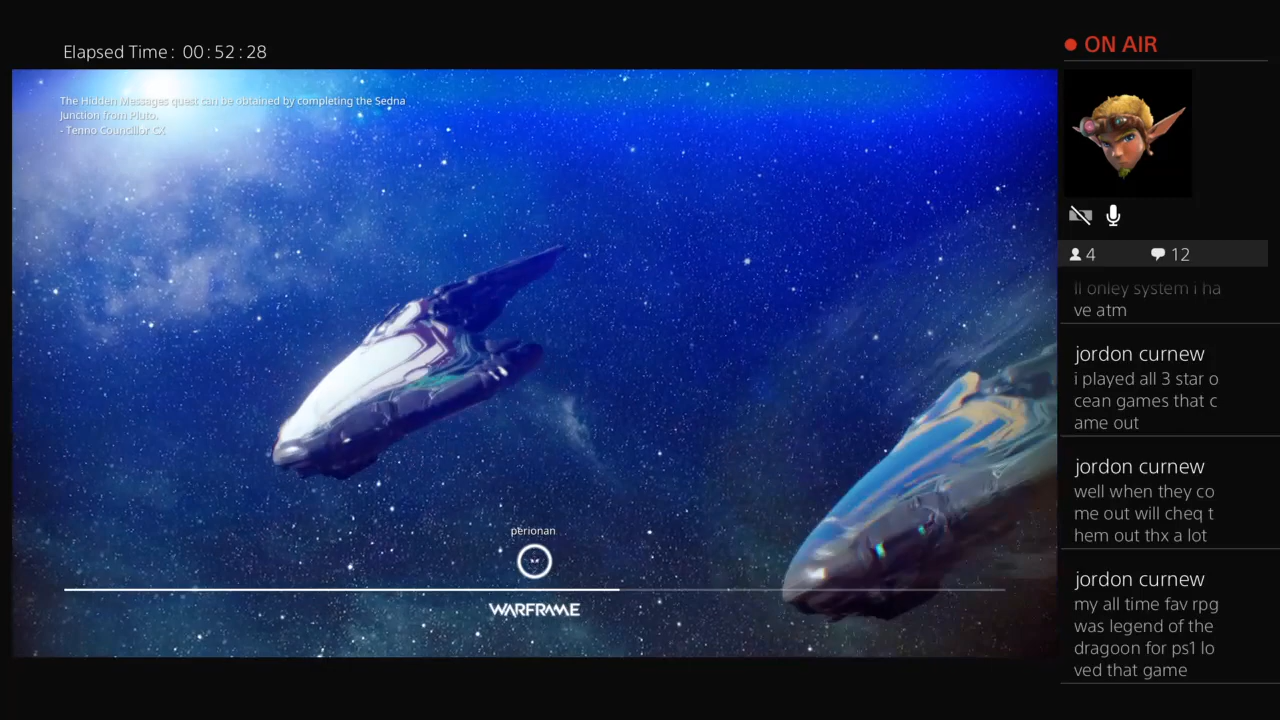 Elapsed Time: 00:52:28
The Hidden Messages quest can be obtained by completing the Sedna
Junction from Pluto.
- Tenno Councillor CX
perionan
WARFRAME
ON AIR
4 12
ll onley system i ha
ve atm
jordon curnew
i played all 3 star o
cean games that c
ame out
jordon curnew
well when they co
me out will cheq t
hem out thx a lot
jordon curnew
my all time fav rpg
was legend of the
dragoon for ps1 lo
ved that game